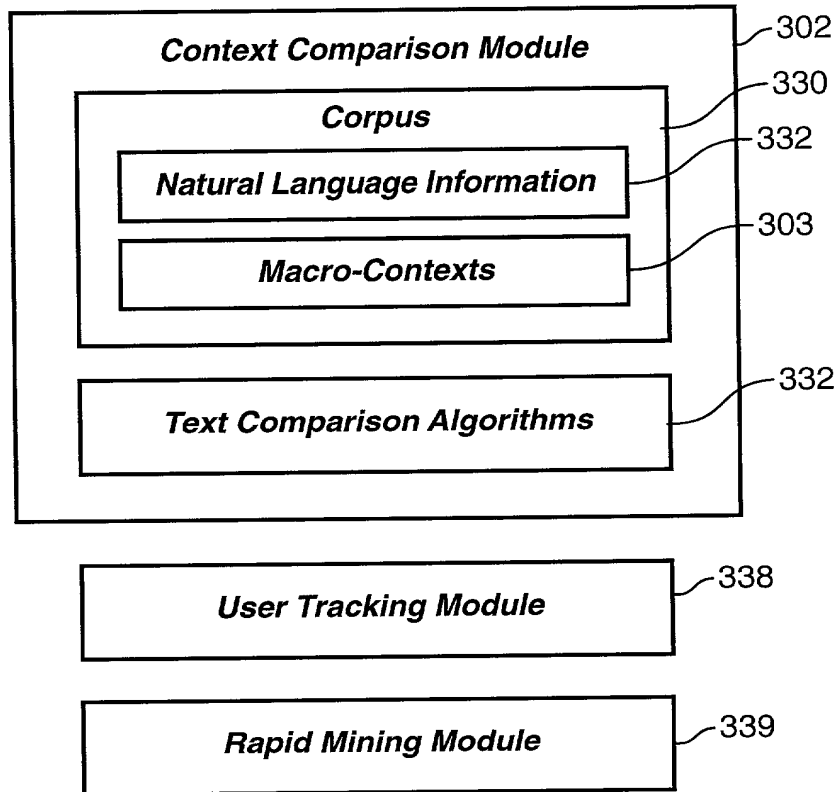 302
Context Comparison Module
330
Corpus
332
Natural Language Information
303
Macro-Contexts
332
Text Comparison Algorithms
338
User Tracking Module
339
Rapid Mining Module